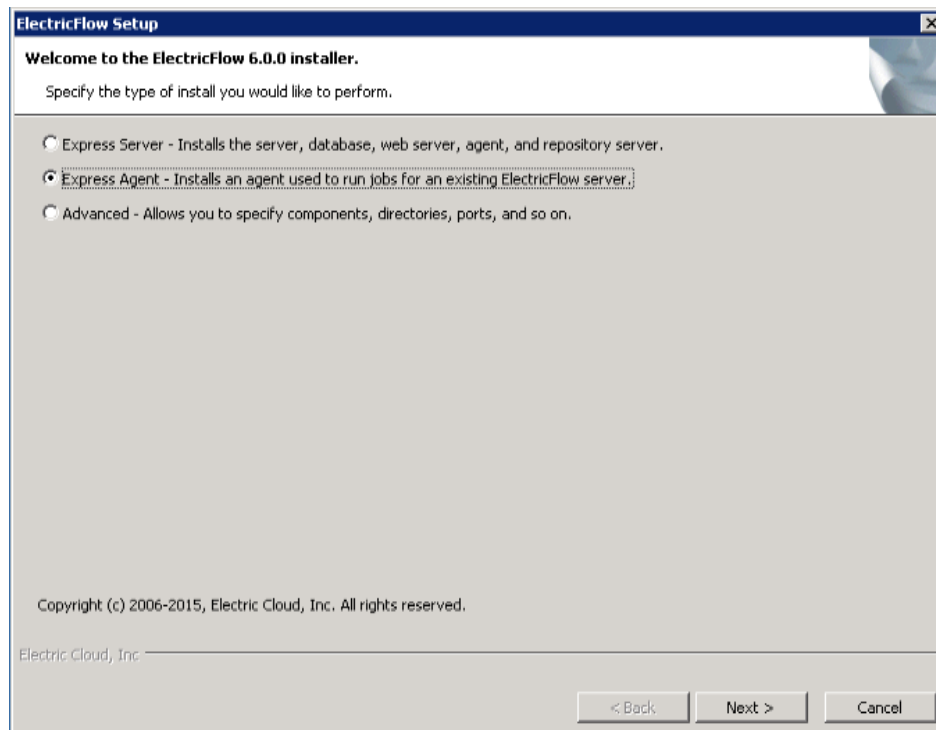 ElectricFlow Setup
Welcome to the ElectricFlow 6.0.0 installer.
Specify the type of install you would like to perform.
Express Server - Installs the server, database, web server, agent, and repository server.
Express Agent - Installs an agent used to run jobs for an existing ElectricFlow server.
Advanced - Allows you to specify components, directories, ports, and so on.
Copyright (c) 2006-2015, Electric Cloud, Inc. All rights reserved.
Electric Cloud, Inc
< Back Next > Cancel